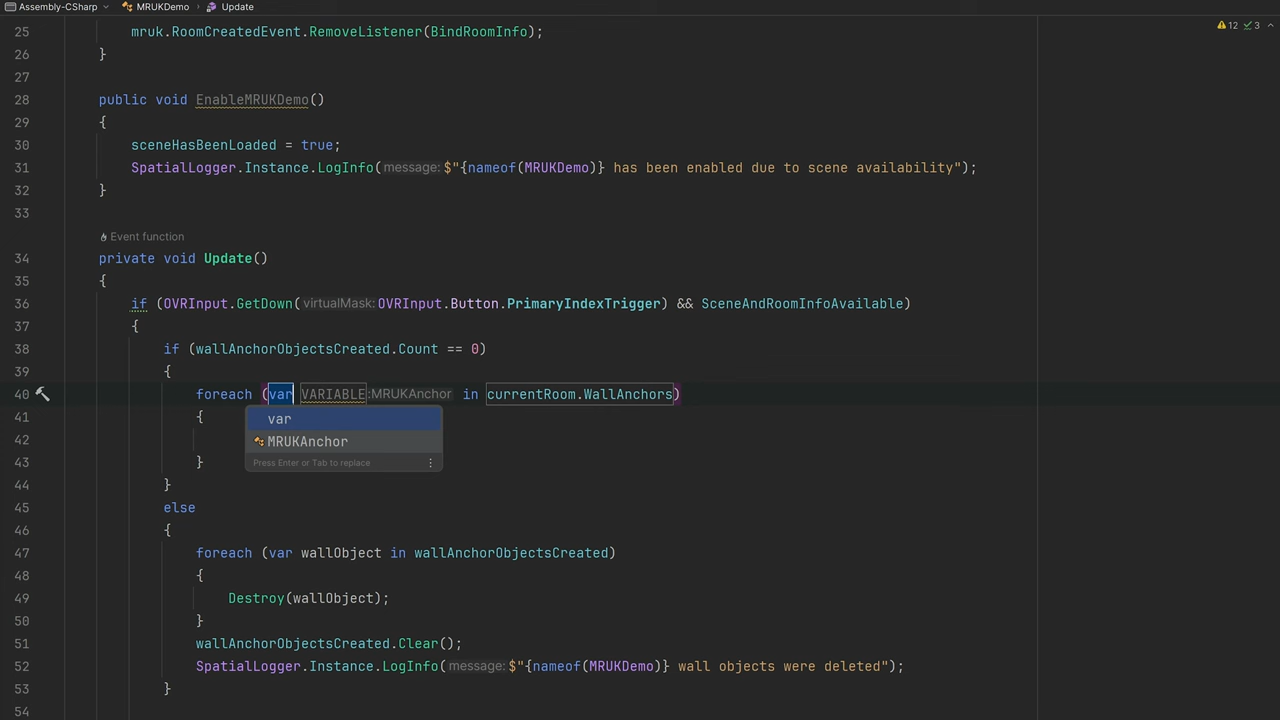 Assembly-CSharp MRUKDemo Update
12 3
25 mruk.RoomCreatedEvent.RemoveListener(BindRoomInfo);
26 }
27
28 public void EnableMRUKDemo()
29 {
30 sceneHasBeenLoaded = true;
31 SpatialLogger.Instance.LogInfo(message: $"{nameof(MRUKDemo)} has been enabled due to scene availability");
32 }
33
Event function
34 private void Update()
35 {
36 if (OVRInput.GetDown(virtualMask: OVRInput.Button.PrimaryIndexTrigger) && SceneAndRoomInfoAvailable)
37 {
38 if (wallAnchorObjectsCreated.Count == 0)
39 {
40 foreach (var VARIABLE :MRUKAnchor in currentRoom.WallAnchors)
41 {
var
42
MRUKAnchor
43 }
Press Enter or Tab to replace
44 }
45 else
46 {
47 foreach (var wallObject in wallAnchorObjectsCreated)
48 {
49 Destroy(wallObject);
50 }
51 wallAnchorObjectsCreated.Clear();
52 SpatialLogger.Instance.LogInfo(message: $"{nameof(MRUKDemo)} wall objects were deleted");
53 }
54